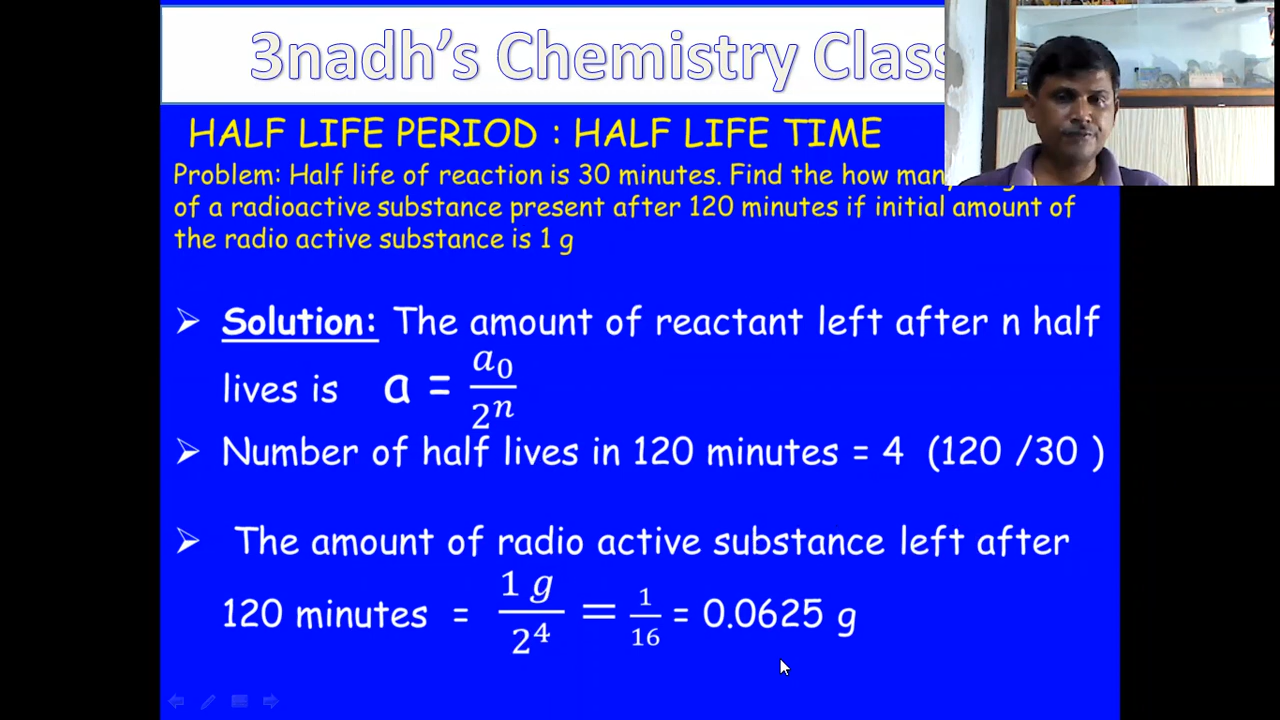 3nadh's Chemistry Class
HALF LIFE PERIOD : HALF LIFE TIME
Problem: Half life of reaction is 30 minutes. Find the how many
of a radioactive substance present after 120 minutes if initial amount of
the radio active substance is 1 g
➢ Solution: The amount of reactant left after n half
lives is a = a₀/2ⁿ
➢ Number of half lives in 120 minutes = 4 (120 /30 )
➢ The amount of radio active substance left after
120 minutes = 1 g/2⁴ = 1/16 = 0.0625 g